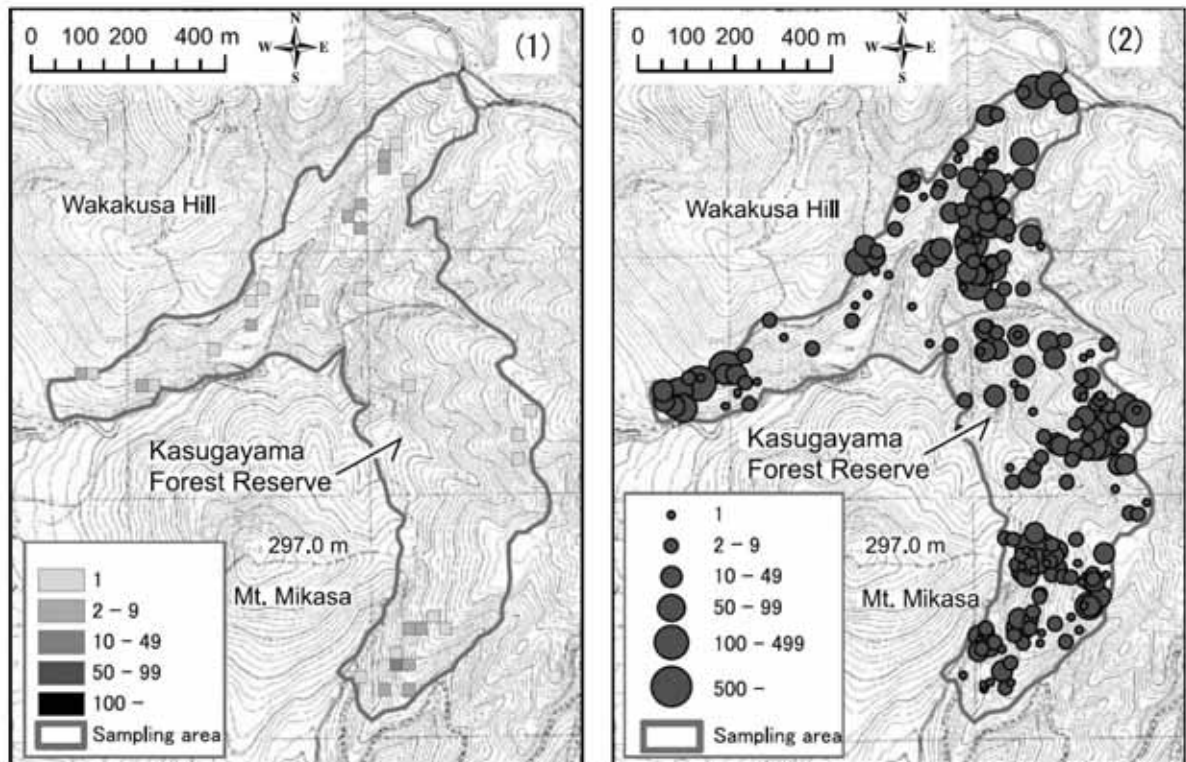 0 100 200 400 m
N
W E
S
(1)
Wakakusa Hill
Kasugayama
Forest Reserve
297.0 m
Mt. Mikasa
1
2 - 9
10 - 49
50 - 99
100 -
Sampling area
0 100 200 400 m
N
W E
S
(2)
Wakakusa Hill
Kasugayama
Forest Reserve
297.0 m
Mt. Mikasa
1
2 - 9
10 - 49
50 - 99
100 - 499
500 -
Sampling area